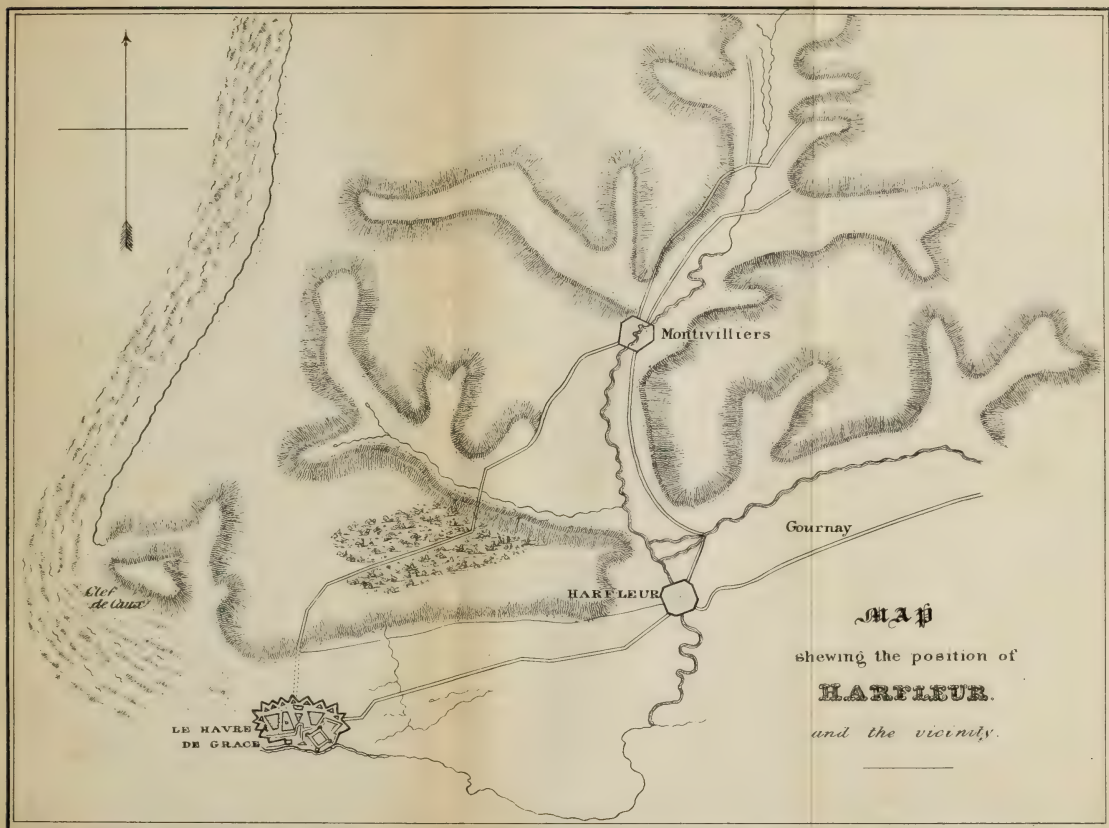 Montivilliers
Gournay
HARFLEUR
Clef
de Caux
LE HAVRE
DE GRACE
MAP
shewing the position of
HARFLEUR.
and the vicinity.